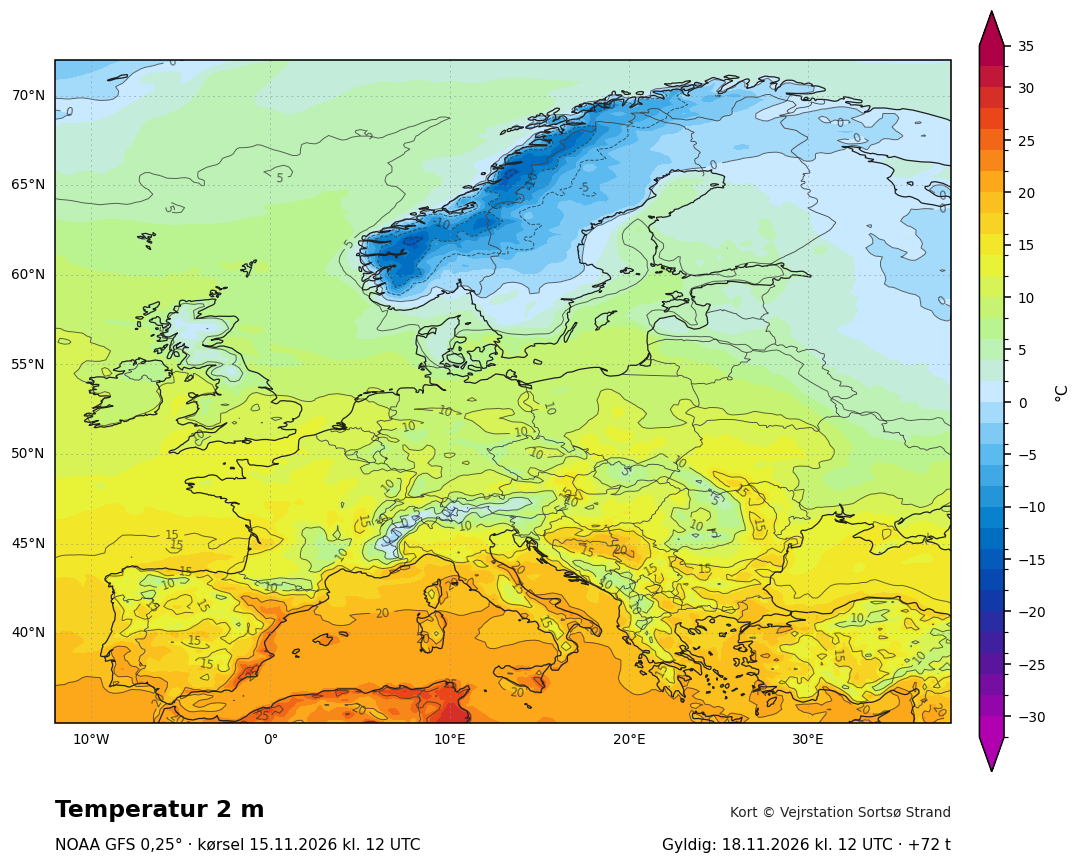 70°N
65°N
60°N
55°N
50°N
45°N
40°N
10°W
0°
10°E
20°E
30°E
35
30
25
20
15
10
5
0
−5
−10
−15
−20
−25
−30
°C
Temperatur 2 m
Kort © Vejrstation Sortsø Strand
NOAA GFS 0,25° · kørsel 15.11.2026 kl. 12 UTC
Gyldig: 18.11.2026 kl. 12 UTC · +72 t